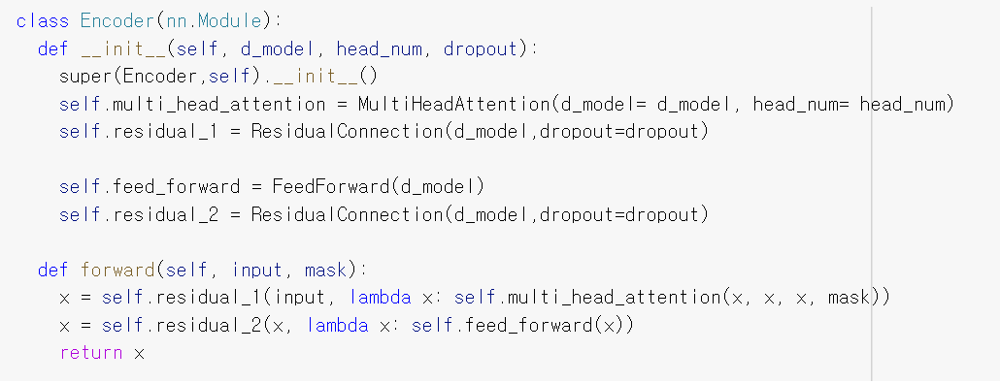 class Encoder(nn.Module):
  def __init__(self, d_model, head_num, dropout):
    super(Encoder,self).__init__()
    self.multi_head_attention = MultiHeadAttention(d_model= d_model, head_num= head_num)
    self.residual_1 = ResidualConnection(d_model,dropout=dropout)

    self.feed_forward = FeedForward(d_model)
    self.residual_2 = ResidualConnection(d_model,dropout=dropout)

  def forward(self, input, mask):
    x = self.residual_1(input, lambda x: self.multi_head_attention(x, x, x, mask))
    x = self.residual_2(x, lambda x: self.feed_forward(x))
    return x